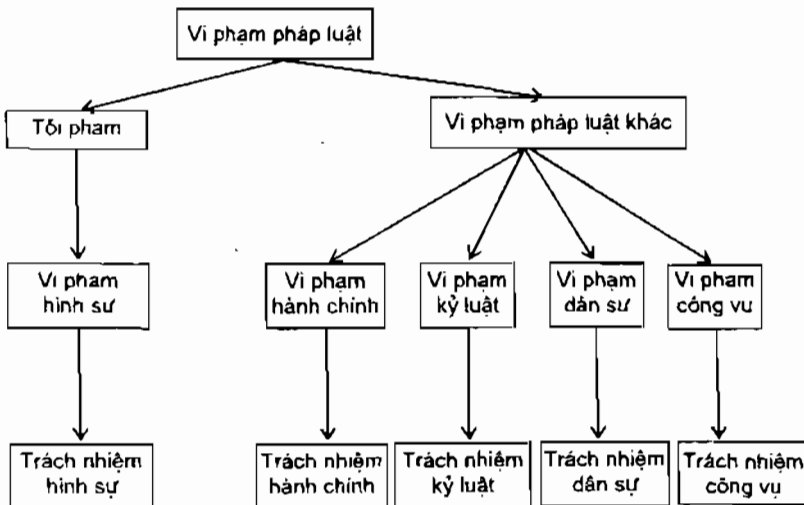 Vi phạm pháp luật
Tội phạm
Vi phạm pháp luật khác
Vi phạm
hình sự
Vi phạm
hành chính
Vi phạm
kỷ luật
Vi phạm
dân sự
Vi phạm
công vụ
Trách nhiệm
hình sự
Trách nhiệm
hành chính
Trách nhiệm
kỷ luật
Trách nhiệm
dân sự
Trách nhiệm
công vụ